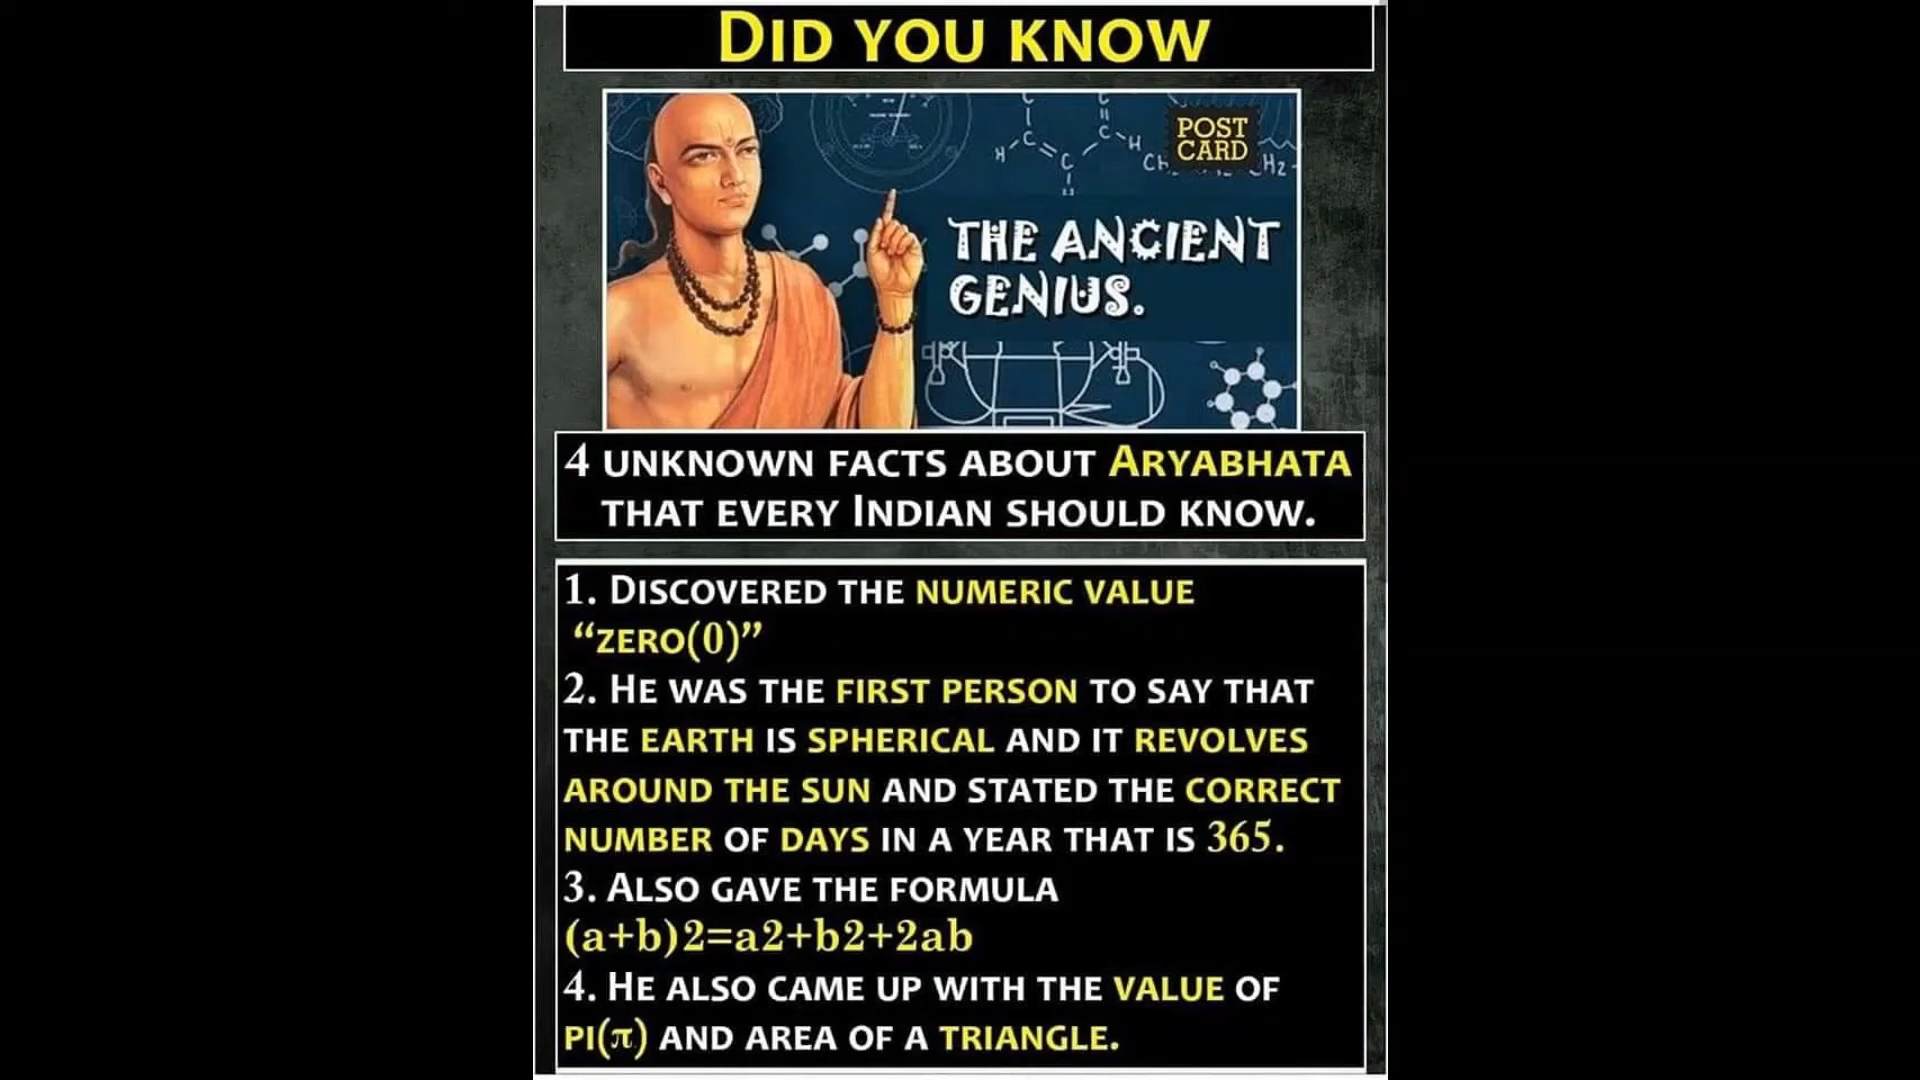 DID YOU KNOW
POST
CARD
THE ANCIENT
GENIUS.
4 UNKNOWN FACTS ABOUT ARYABHATA
THAT EVERY INDIAN SHOULD KNOW.
1. DISCOVERED THE NUMERIC VALUE
“ZERO(0)”
2. HE WAS THE FIRST PERSON TO SAY THAT
THE EARTH IS SPHERICAL AND IT REVOLVES
AROUND THE SUN AND STATED THE CORRECT
NUMBER OF DAYS IN A YEAR THAT IS 365.
3. ALSO GAVE THE FORMULA
(a+b)2=a2+b2+2ab
4. HE ALSO CAME UP WITH THE VALUE OF
PI(π) AND AREA OF A TRIANGLE.